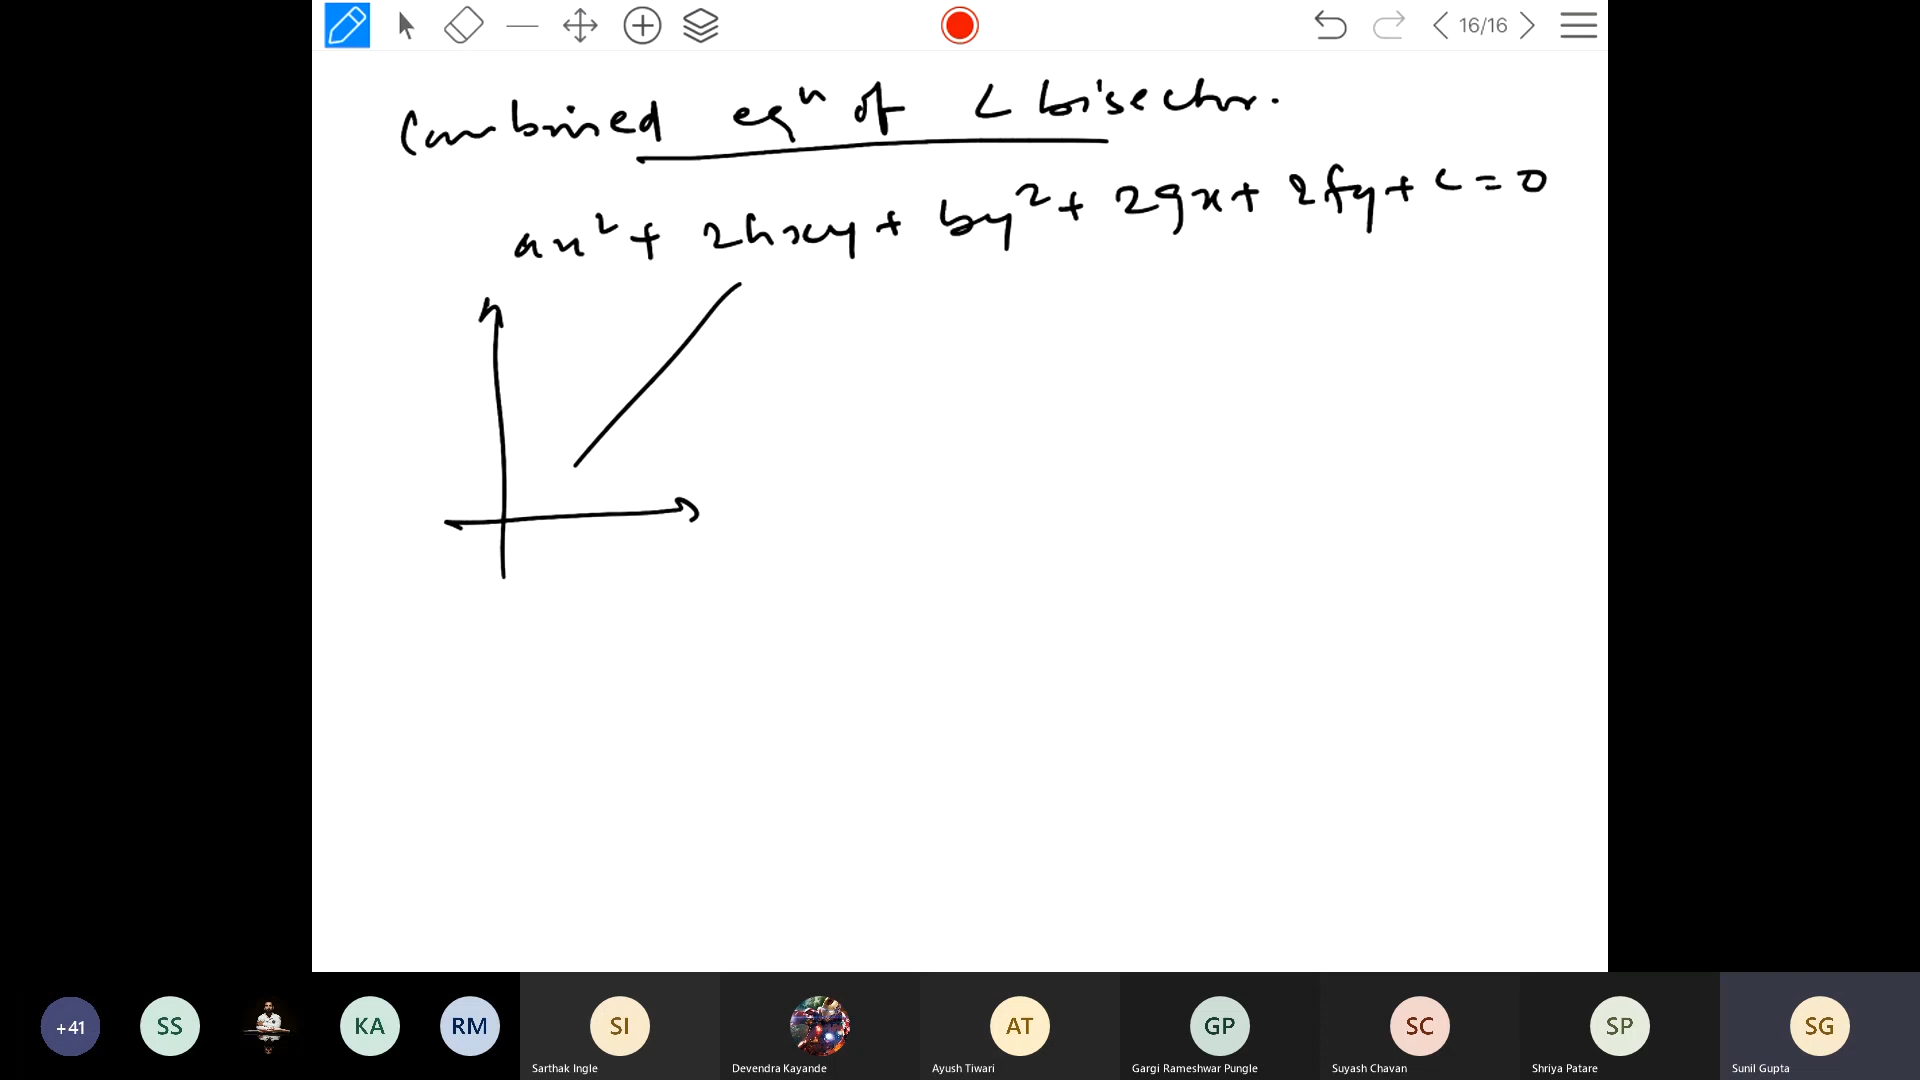 16/16
Combined eqⁿ of ∠ bisector.
ax² + 2hxy + by² + 2gx + 2fy + c = 0
+41
SS
KA
RM
SI
AT
GP
SC
SP
SG
Sarthak Ingle
Devendra Kayande
Ayush Tiwari
Gargi Rameshwar Pungle
Suyash Chavan
Shriya Patare
Sunil Gupta